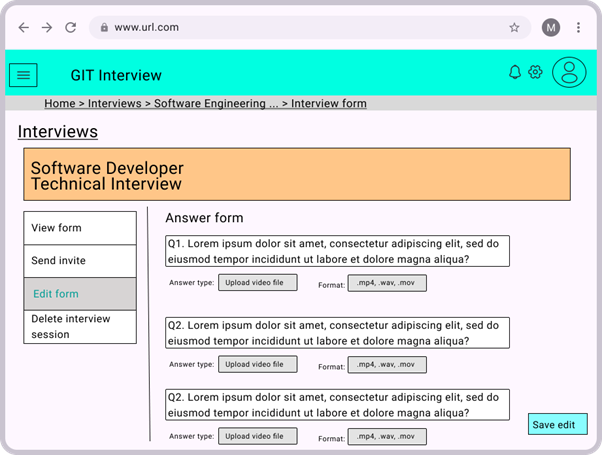 www.url.com
M
GIT Interview
Home > Interviews > Software Engineering ... > Interview form
Interviews
Software Developer
Technical Interview
View form
Send invite
Edit form
Delete interview
session
Answer form
Q1. Lorem ipsum dolor sit amet, consectetur adipiscing elit, sed do
eiusmod tempor incididunt ut labore et dolore magna aliqua?
Answer type: Upload video file Format: .mp4, .wav, .mov
Q2. Lorem ipsum dolor sit amet, consectetur adipiscing elit, sed do
eiusmod tempor incididunt ut labore et dolore magna aliqua?
Answer type: Upload video file Format: .mp4, .wav, .mov
Q2. Lorem ipsum dolor sit amet, consectetur adipiscing elit, sed do
eiusmod tempor incididunt ut labore et dolore magna aliqua?
Answer type: Upload video file Format: .mp4, .wav, .mov
Save edit